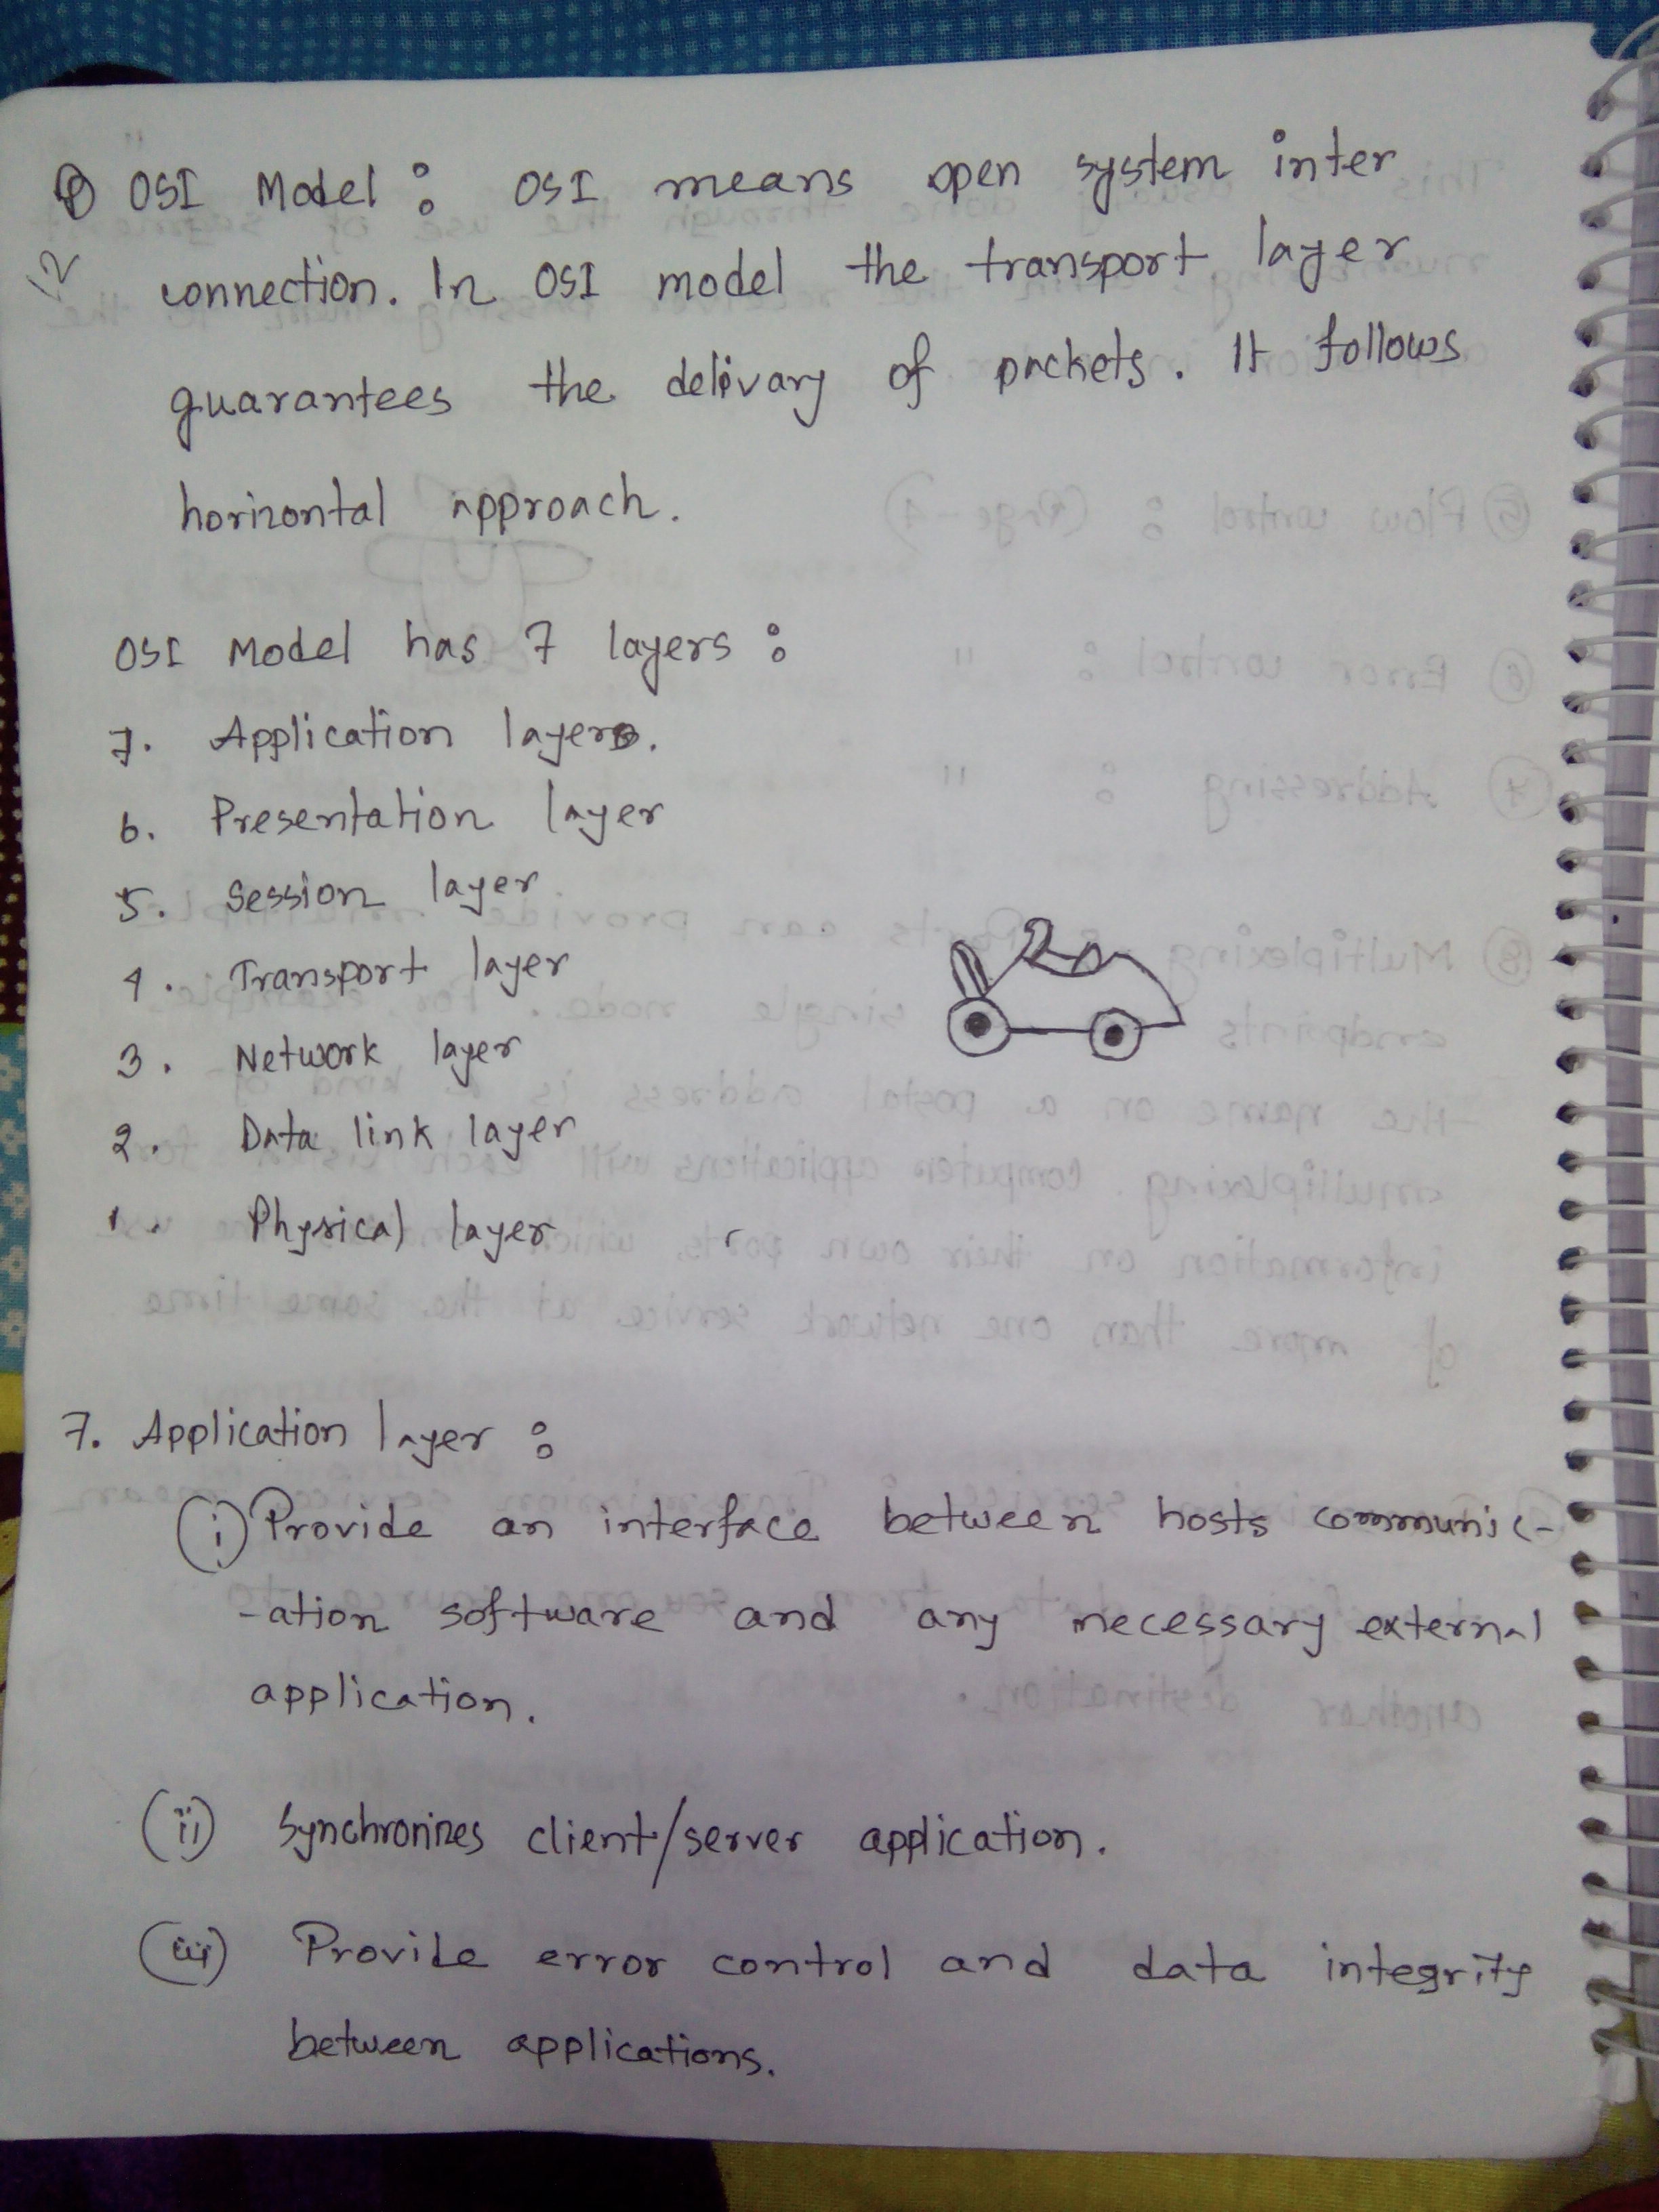 OSI Model : OSI means open system inter
12
connection. In OSI model the transport layer
guarantees the delivary of packets. It follows
horizontal approach.
OSI Model has 7 layers :
7. Application layer.
6. Presentation layer
5. Session layer
4. Transport layer
3. Network layer
2. Data link layer
1. Physical layer
7. Application layer :
(i) Provide an interface between hosts communic-
-ation software and any necessary external
application.
(ii) Synchronizes client/server application.
(iii) Provide error control and data integrity
between applications.